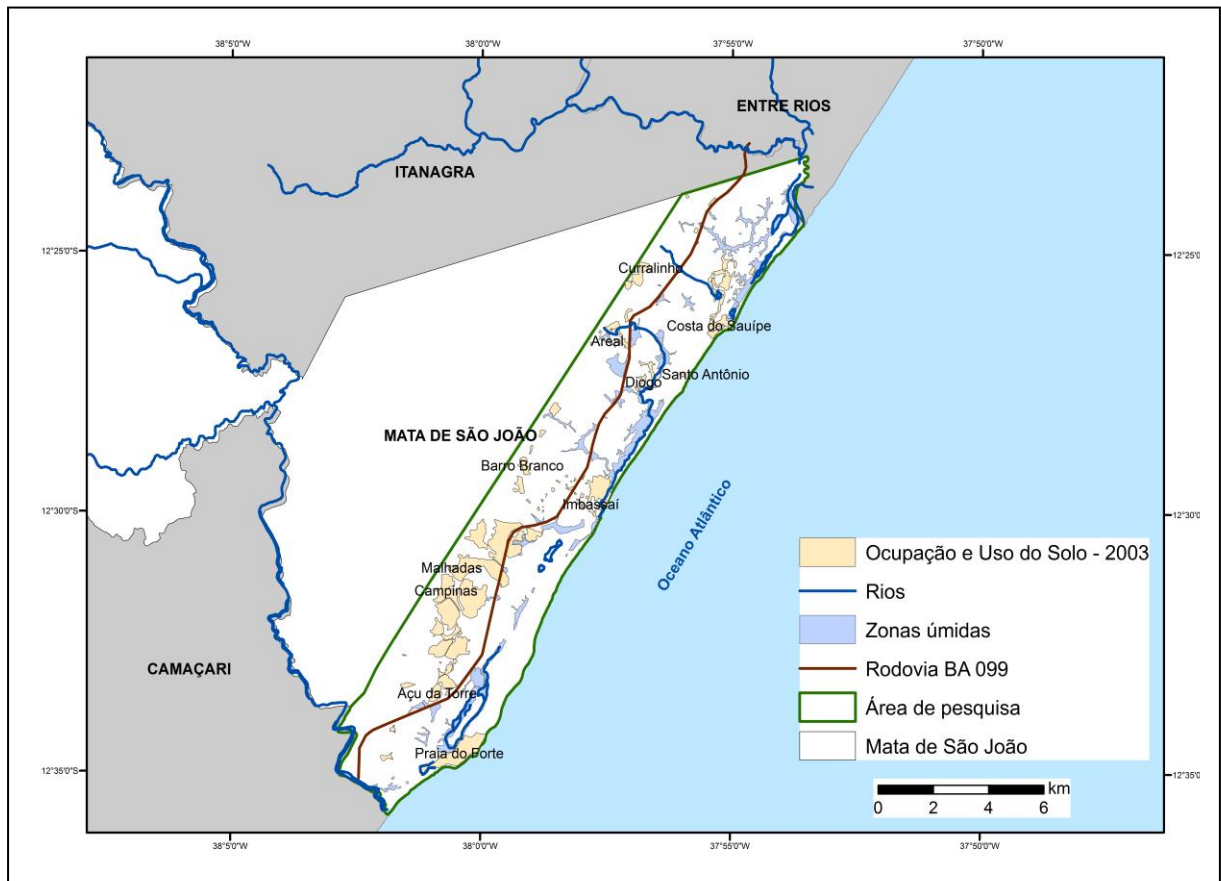 38°5'0"W
38°0'0"W
37°55'0"W
37°50'0"W
ENTRE RIOS
ITANAGRA
12°25'0"S
12°25'0"
Curralinho
Costa do Sauípe
Areal
Santo Antônio
Diogo
MATA DE SÃO JOÃO
Barro Branco
Imbassaí
12°30'0"S
12°30'0"
Oceano Atlântico
Malhadas
Campinas
CAMAÇARI
Açu da Torre
Praia do Forte
12°35'0"S
12°35'0"
Ocupação e Uso do Solo - 2003
Rios
Zonas úmidas
Rodovia BA 099
Área de pesquisa
Mata de São João
km
0 2 4 6
38°5'0"W
38°0'0"W
37°55'0"W
37°50'0"W